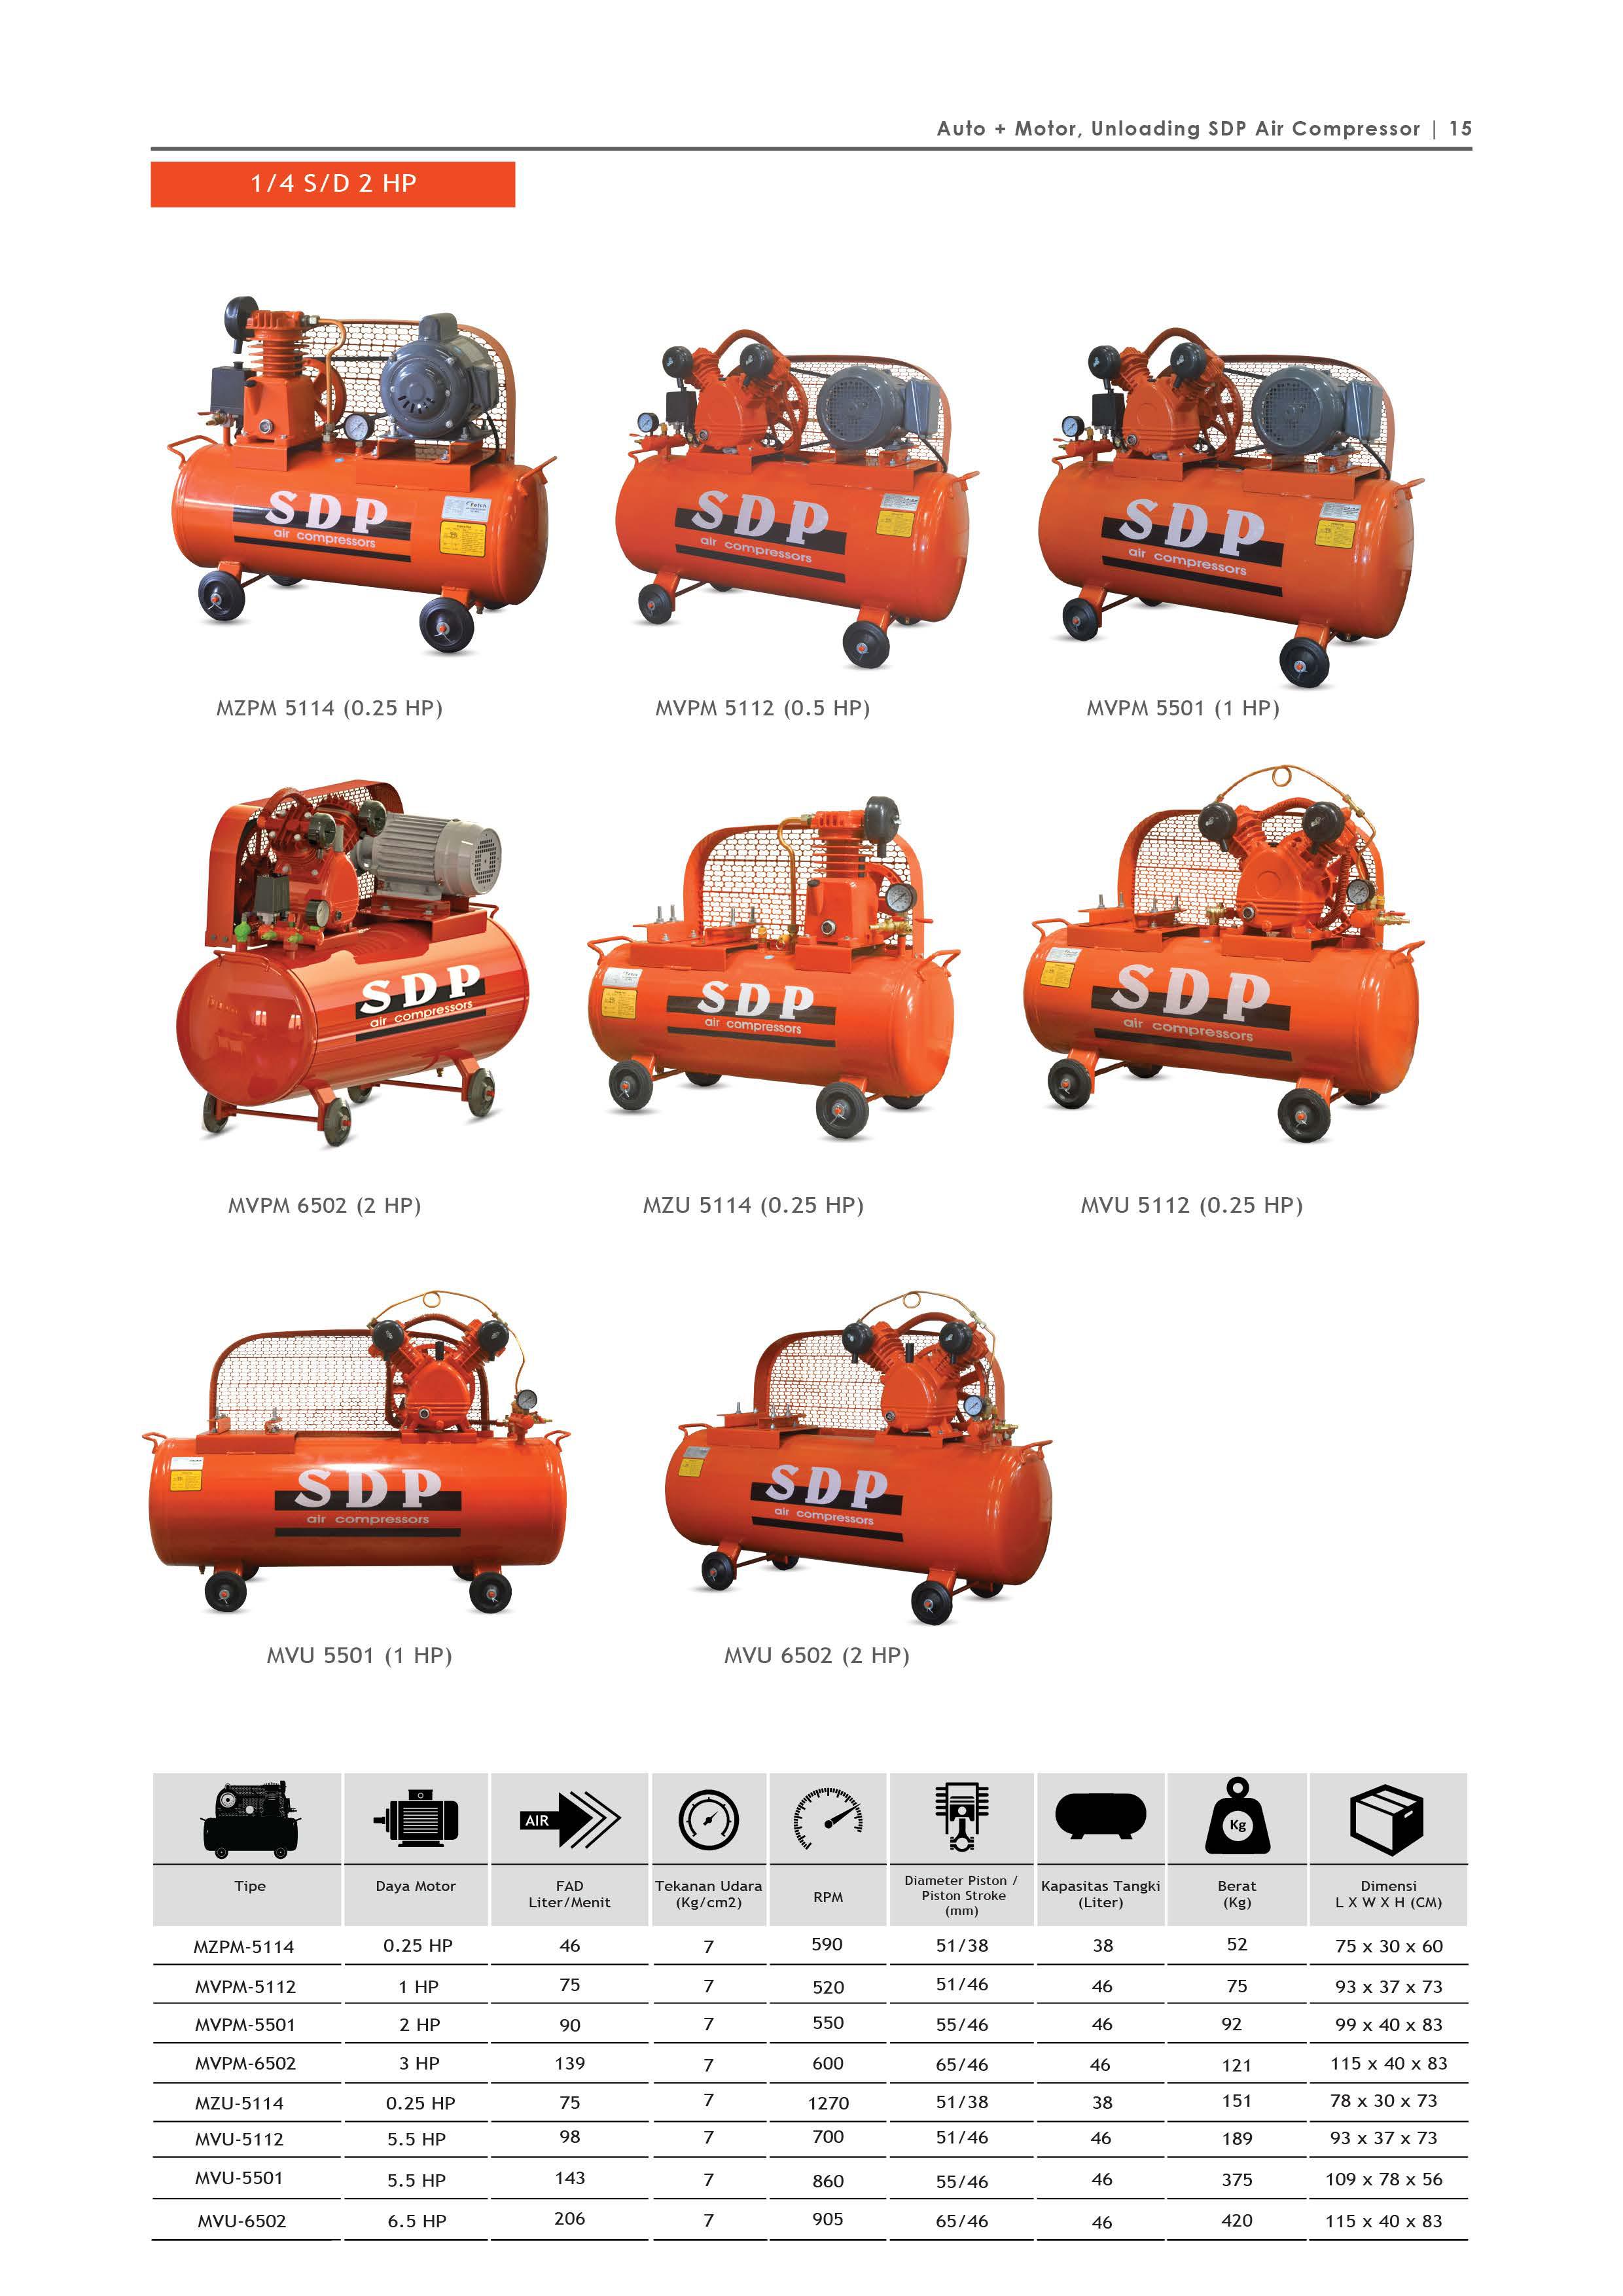 Auto + Motor, Unloading SDP Air Compressor | 15
1/4 S/D 2 HP
SDP
air compressors
SDP
air compressors
SDP
air compressors
MZPM 5114 (0.25 HP)
MVPM 5112 (0.5 HP)
MVPM 5501 (1 HP)
SDP
air compressors
SDP
air compressors
SDP
air compressors
MVPM 6502 (2 HP)
MZU 5114 (0.25 HP)
MVU 5112 (0.25 HP)
SDP
air compressors
SDP
air compressors
MVU 5501 (1 HP)
MVU 6502 (2 HP)
AIR
Kg
Tipe
Daya Motor
FAD
Liter/Menit
Tekanan Udara
(Kg/cm2)
RPM
Diameter Piston /
Piston Stroke
(mm)
Kapasitas Tangki
(Liter)
Berat
(Kg)
Dimensi
L X W X H (CM)
MZPM-5114 0.25 HP 46 7 590 51/38 38 52 75 x 30 x 60
MVPM-5112 1 HP 75 7 520 51/46 46 75 93 x 37 x 73
MVPM-5501 2 HP 90 7 550 55/46 46 92 99 x 40 x 83
MVPM-6502 3 HP 139 7 600 65/46 46 121 115 x 40 x 83
MZU-5114 0.25 HP 75 7 1270 51/38 38 151 78 x 30 x 73
MVU-5112 5.5 HP 98 7 700 51/46 46 189 93 x 37 x 73
MVU-5501 5.5 HP 143 7 860 55/46 46 375 109 x 78 x 56
MVU-6502 6.5 HP 206 7 905 65/46 46 420 115 x 40 x 83